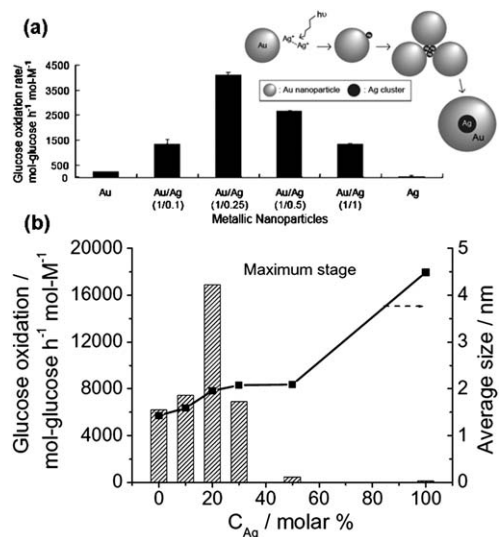 (a)
Glucose oxidation rate/
mol-glucose h⁻¹ mol-M⁻¹
4500
3500
2500
1500
500
Au
Au/Ag
(1/0.1)
Au/Ag
(1/0.25)
Au/Ag
(1/0.5)
Au/Ag
(1/1)
Ag
Metallic Nanoparticles
Au
Ag⁺
Ag⁺
hυ
: Au nanoparticle
: Ag cluster
Ag
Au
(b)
Glucose oxidation /
mol-glucose h⁻¹ mol-M⁻¹
20000
16000
12000
8000
4000
0
Maximum stage
5
4
3
2
1
0
Average size / nm
0
20
40
60
80
100
C_Ag / molar %